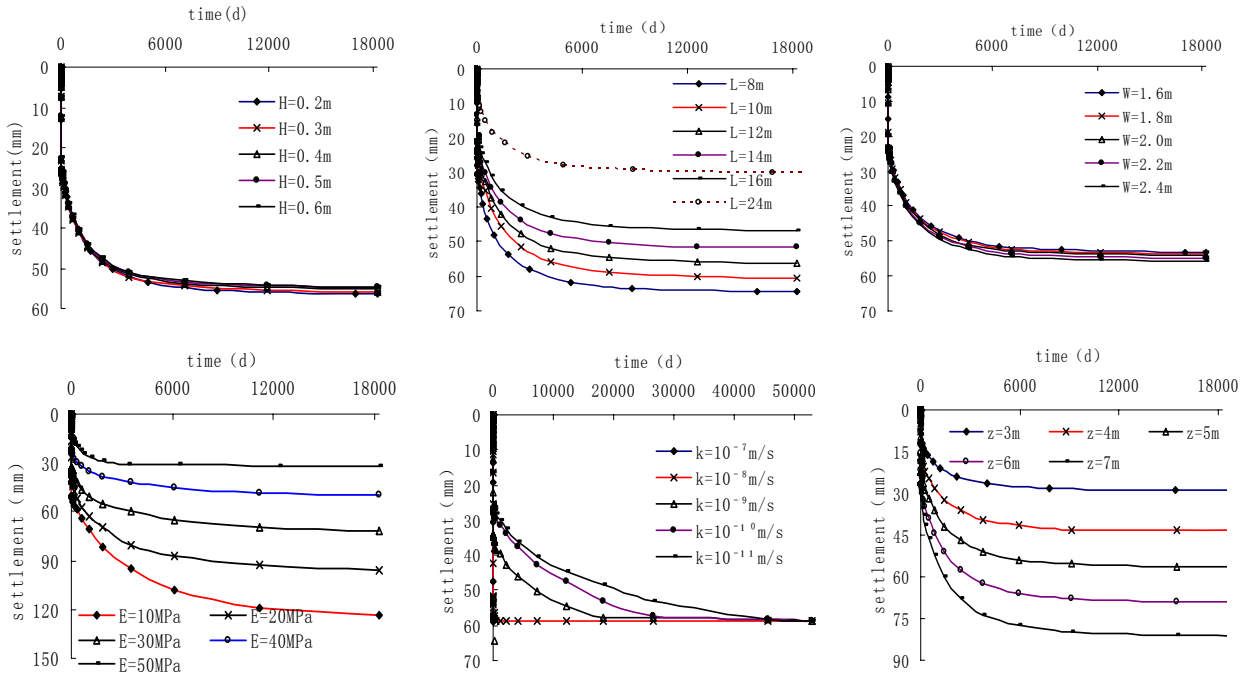 time(d)
0 6000 12000 18000
0
10
20
30
40
50
60
settlement(mm)
H=0.2m
H=0.3m
H=0.4m
H=0.5m
H=0.6m
time (d)
0 6000 12000 18000
0
10
20
30
40
50
60
70
settlement (mm)
L=8m
L=10m
L=12m
L=14m
L=16m
L=24m
time (d)
0 6000 12000 18000
0
10
20
30
40
50
60
70
settlement (mm)
W=1.6m
W=1.8m
W=2.0m
W=2.2m
W=2.4m
time (d)
0 6000 12000 18000
0
30
60
90
120
150
settlement (mm)
E=10MPa E=20MPa
E=30MPa E=40MPa
E=50MPa
time (d)
0 10000 20000 30000 40000 50000
0
10
20
30
40
50
60
70
settlement (mm)
k=10⁻⁷m/s
k=10⁻⁸m/s
k=10⁻⁹m/s
k=10⁻¹⁰m/s
k=10⁻¹¹m/s
time (d)
0 6000 12000 18000
0
15
30
45
60
75
90
settlement (mm)
z=3m z=4m z=5m
z=6m z=7m